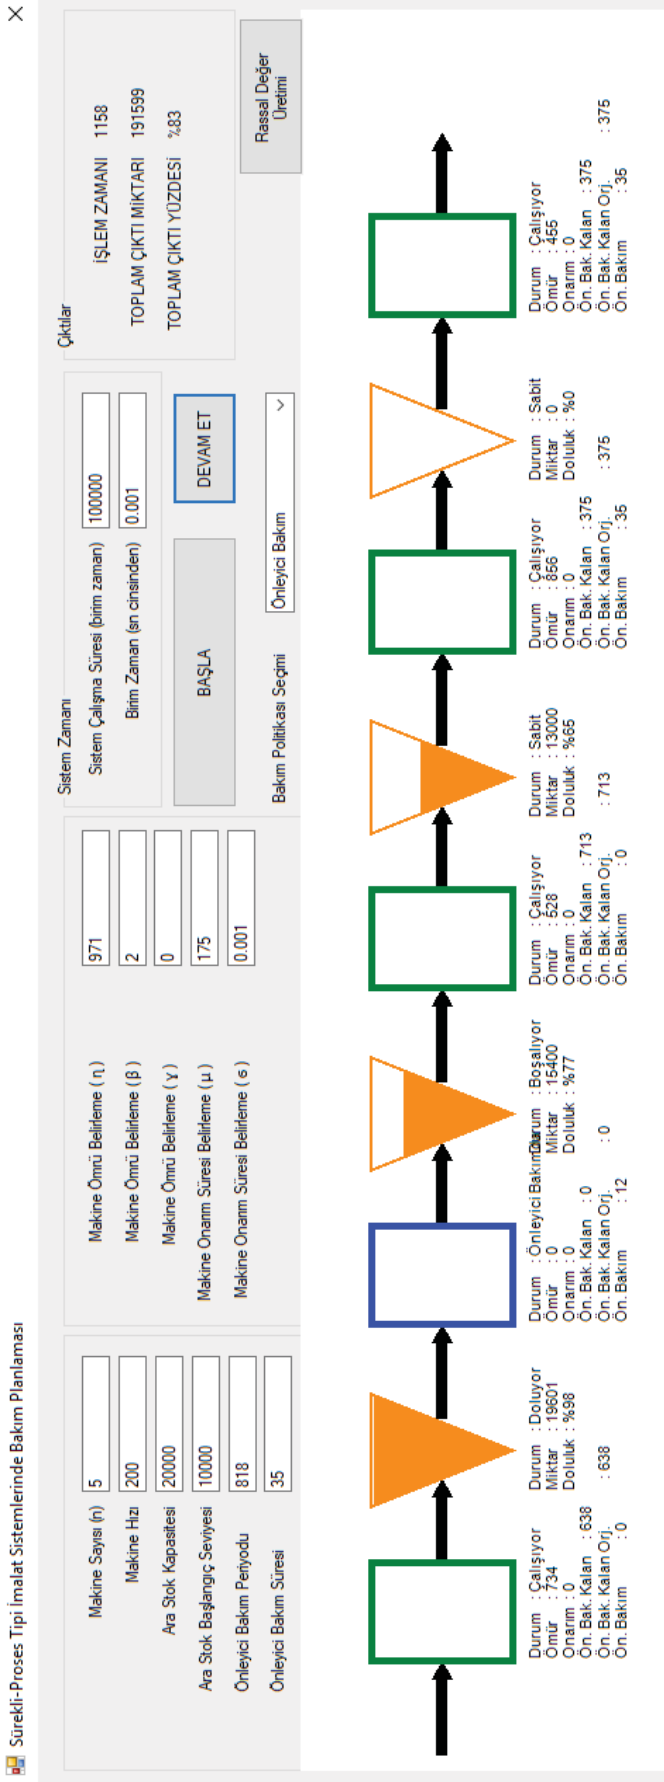 Sürekli-Proses Tipi İmalat Sistemlerinde Bakım Planlaması
Makine Sayısı (n) 5
Makine Hızı 200
Ara Stok Kapasitesi 20000
Ara Stok Başlangıç Seviyesi 10000
Önleyici Bakım Periyodu 818
Önleyici Bakım Süresi 35
Makine Ömrü Belirleme ( η ) 971
Makine Ömrü Belirleme ( β ) 2
Makine Ömrü Belirleme ( γ ) 0
Makine Onarım Süresi Belirleme ( μ ) 175
Makine Onarım Süresi Belirleme ( σ ) 0.001
Sistem Zamanı
Sistem Çalışma Süresi (birim zaman) 100000
Birim Zaman (sn cinsinden) 0.001
BAŞLA
DEVAM ET
Bakım Politikası Seçimi
Önleyici Bakım
Çıktılar
İŞLEM ZAMANI 1158
TOPLAM ÇIKTI MİKTARI 191599
TOPLAM ÇIKTI YÜZDESİ %83
Rassal Değer
Üretimi
Durum : Çalışıyor
Ömür : 734
Onarım : 0
Ön. Bak. Kalan : 638
Ön. Bak. Kalan Orj. : 638
Ön. Bakım : 0
Durum : Doluyor
Miktar : 19601
Doluluk : %98
Durum : Önleyici Bakımda
Ömür : 0
Onarım : 0
Ön. Bak. Kalan : 0
Ön. Bak. Kalan Orj. : 0
Ön. Bakım : 12
Durum : Boşalıyor
Miktar : 15400
Doluluk : %77
Durum : Çalışıyor
Ömür : 528
Onarım : 0
Ön. Bak. Kalan : 713
Ön. Bak. Kalan Orj. : 713
Ön. Bakım : 0
Durum : Sabit
Miktar : 13000
Doluluk : %65
Durum : Çalışıyor
Ömür : 856
Onarım : 0
Ön. Bak. Kalan : 375
Ön. Bak. Kalan Orj. : 375
Ön. Bakım : 35
Durum : Sabit
Miktar : 0
Doluluk : %0
Durum : Çalışıyor
Ömür : 455
Onarım : 0
Ön. Bak. Kalan : 375
Ön. Bak. Kalan Orj. : 375
Ön. Bakım : 35